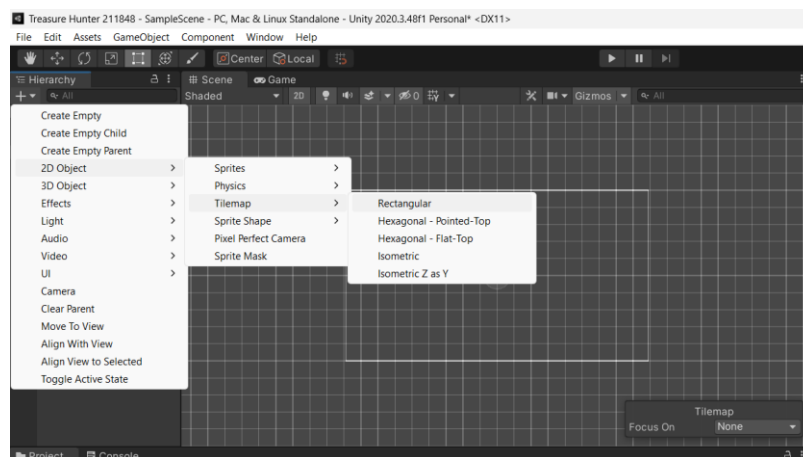 Treasure Hunter 211848 - SampleScene - PC, Mac & Linux Standalone - Unity 2020.3.48f1 Personal* <DX11>
File Edit Assets GameObject Component Window Help
Center Local
Hierarchy
Scene Game
All
Shaded 2D 0 Gizmos All
Create Empty
Create Empty Child
Create Empty Parent
2D Object >
3D Object >
Effects >
Light >
Audio >
Video >
UI >
Camera
Clear Parent
Move To View
Align With View
Align View to Selected
Toggle Active State
Sprites >
Physics >
Tilemap >
Sprite Shape >
Pixel Perfect Camera
Sprite Mask
Rectangular
Hexagonal - Pointed-Top
Hexagonal - Flat-Top
Isometric
Isometric Z as Y
Tilemap
Focus On None
Project Console